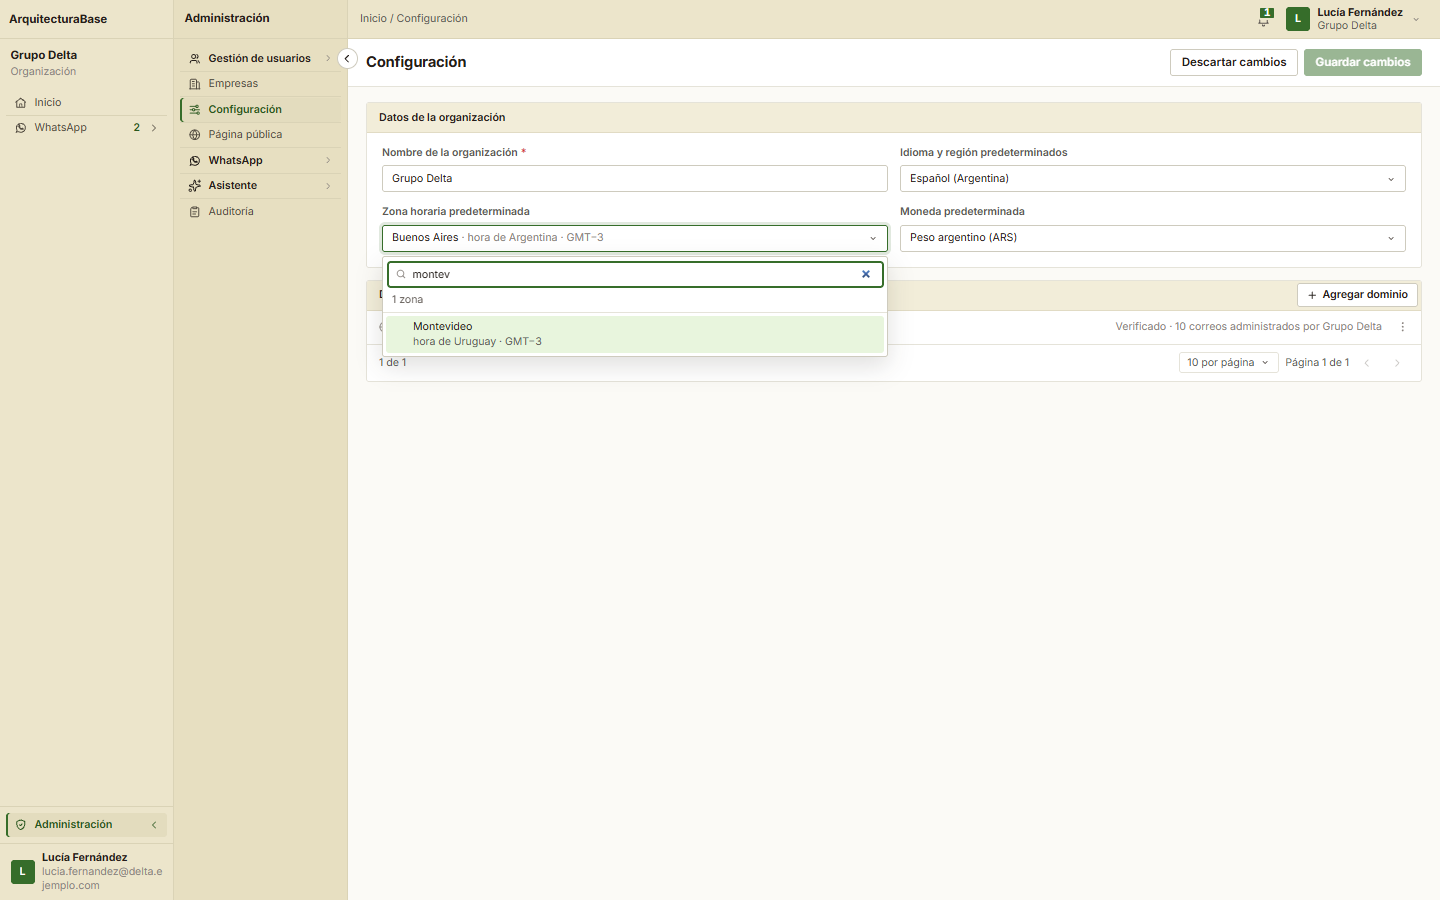 ArquitecturaBase
Grupo Delta
Organización
Inicio
WhatsApp 2
Administración
Lucía Fernández
lucia.fernandez@delta.e
jemplo.com
L
Administración
Gestión de usuarios
Empresas
Configuración
Página pública
WhatsApp
Asistente
Auditoría
Inicio / Configuración
1
L
Lucía Fernández
Grupo Delta
Configuración
Descartar cambios
Guardar cambios
Datos de la organización
Nombre de la organización *
Grupo Delta
Idioma y región predeterminados
Español (Argentina)
Zona horaria predeterminada
Buenos Aires · hora de Argentina · GMT−3
Moneda predeterminada
Peso argentino (ARS)
montev
1 zona
Montevideo
hora de Uruguay · GMT−3
Agregar dominio
Verificado · 10 correos administrados por Grupo Delta
1 de 1
10 por página
Página 1 de 1